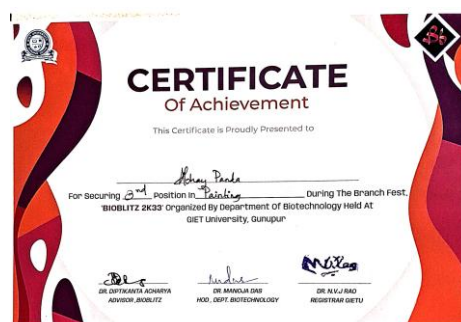 CERTIFICATE
Of Achievement
This Certificate is Proudly Presented to
Abhay Panda
For Securing 2nd Position In Painting During The Branch Fest,
'BIOBLITZ 2K33' Organized By Department Of Biotechnology Held At
GIET University, Gunupur
DR. DIPTIKANTA ACHARYA DR. MANOJA DAS DR. N.V.J RAO
ADVISOR ,BIOBLITZ HOD , DEPT. BIOTECHNOLOGY REGISTRAR GIETU